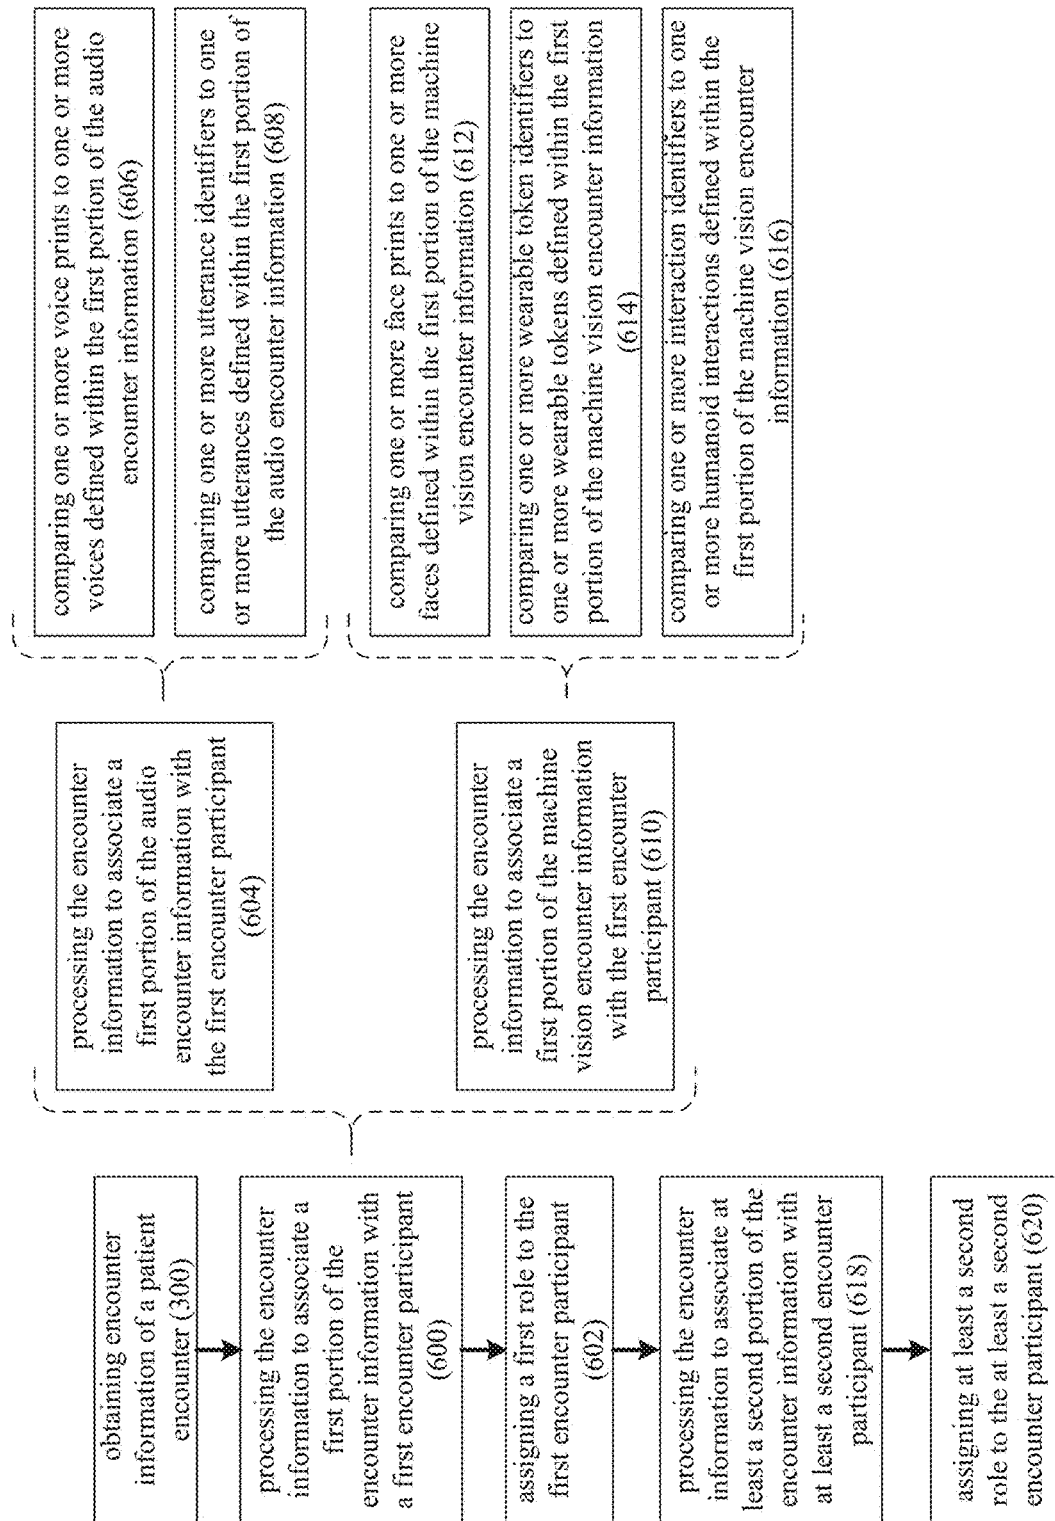 obtaining encounter
information of a patient
encounter (300)
processing the encounter
information to associate a
first portion of the
encounter information with
a first encounter participant
(600)
assigning a first role to the
first encounter participant
(602)
processing the encounter
information to associate at
least a second portion of the
encounter information with
at least a second encounter
participant (618)
assigning at least a second
role to the at least a second
encounter participant (620)
processing the encounter
information to associate a
first portion of the audio
encounter information with
the first encounter participant
(604)
processing the encounter
information to associate a
first portion of the machine
vision encounter information
with the first encounter
participant (610)
comparing one or more voice prints to one or more
voices defined within the first portion of the audio
encounter information (606)
comparing one or more utterance identifiers to one
or more utterances defined within the first portion of
the audio encounter information (608)
comparing one or more face prints to one or more
faces defined within the first portion of the machine
vision encounter information (612)
comparing one or more wearable token identifiers to
one or more wearable tokens defined within the first
portion of the machine vision encounter information
(614)
comparing one or more interaction identifiers to one
or more humanoid interactions defined within the
first portion of the machine vision encounter
information (616)